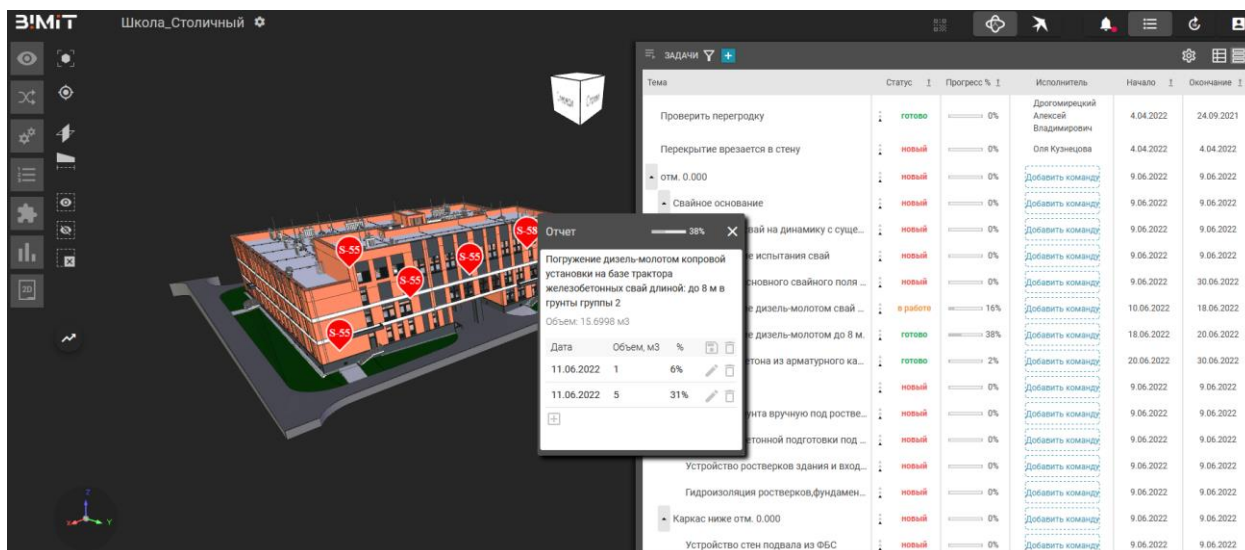 BIMiT
Школа_Столичный
ЗАДАЧИ
Тема Статус Прогресс % Исполнитель Начало Окончание
Проверить перегродку готово 0% Дрогомирецкий Алексей Владимирович 4.04.2022 24.09.2021
Перекрытие врезается в стену новый 0% Оля Кузнецова 4.04.2022 4.04.2022
отм. 0.000 новый 0% Добавить команду 9.06.2022 9.06.2022
Свайное основание новый 0% Добавить команду 9.06.2022 9.06.2022
вай на динамику с суще... новый 0% Добавить команду 9.06.2022 9.06.2022
е испытания свай новый 0% Добавить команду 9.06.2022 9.06.2022
сновного свайного поля ... новый 0% Добавить команду 9.06.2022 30.06.2022
е дизель-молотом свай ... в работе 16% Добавить команду 10.06.2022 18.06.2022
е дизель-молотом до 8 м. готово 38% Добавить команду 18.06.2022 20.06.2022
етона из арматурного ка... готово 2% Добавить команду 20.06.2022 30.06.2022
новый 0% Добавить команду 9.06.2022 9.06.2022
унта вручную под ростве... новый 0% Добавить команду 9.06.2022 9.06.2022
етонной подготовки под ... новый 0% Добавить команду 9.06.2022 9.06.2022
Устройство ростверков здания и вход... новый 0% Добавить команду 9.06.2022 9.06.2022
Гидроизоляция ростверков,фундамен... новый 0% Добавить команду 9.06.2022 9.06.2022
Каркас ниже отм. 0.000 новый 0% Добавить команду 9.06.2022 9.06.2022
Устройство стен подвала из ФБС новый 0% Добавить команду 9.06.2022 9.06.2022
Отчет 38%
Погружение дизель-молотом копровой
установки на базе трактора
железобетонных свай длиной: до 8 м в
грунты группы 2
Объем: 15.6998 м3
Дата Объем, м3 %
11.06.2022 1 6%
11.06.2022 5 31%
S-55
S-55
S-55
S-58
S-55
2D
Z
X
Y